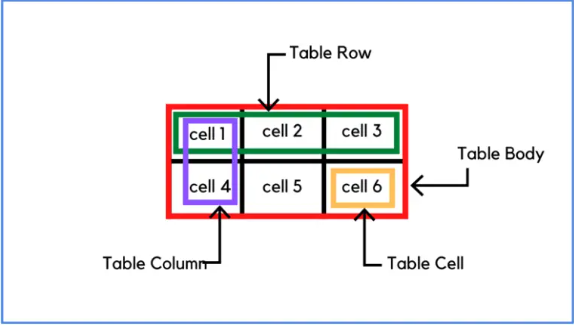 Table Row
cell 1 cell 2 cell 3
Table Body
cell 4 cell 5 cell 6
Table Column
Table Cell